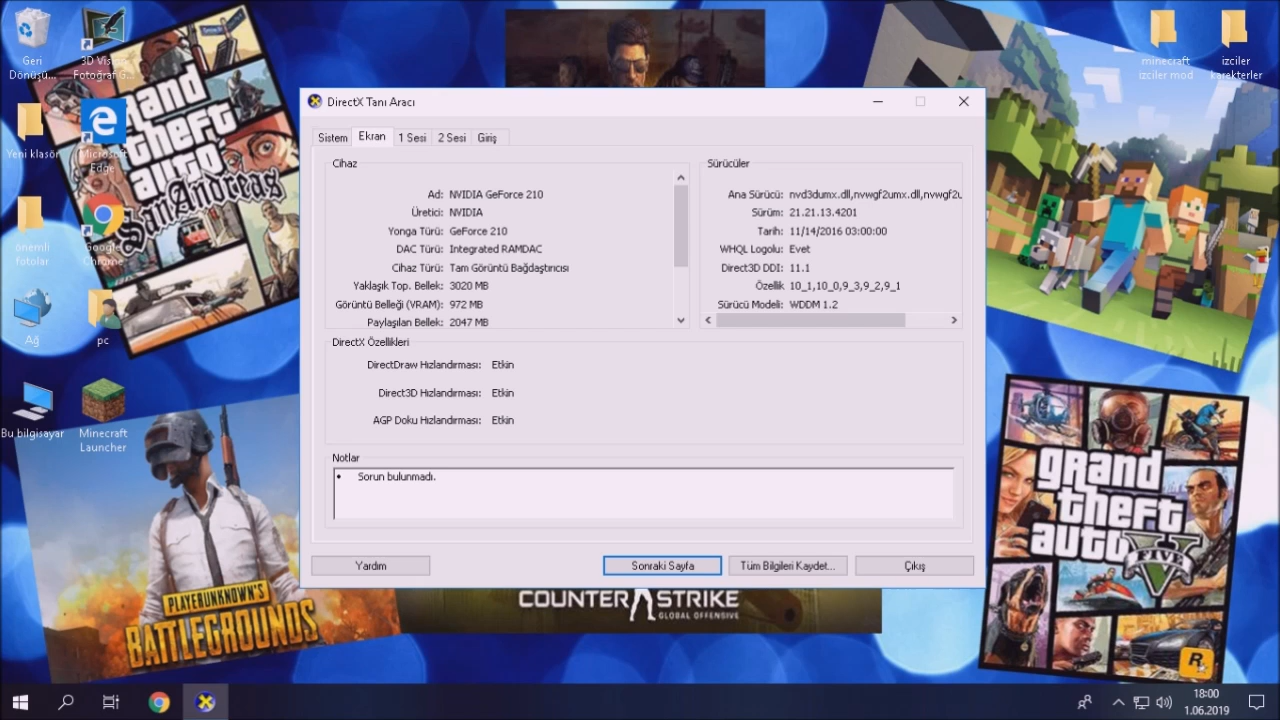 Geri
Dönüşü...
3D Vision
Fotoğraf G...
Yeni klasör
Microsoft
Edge
önemli
fotolar
Google
Chrome
Ağ
pc
Bu bilgisayar
Minecraft
Launcher
minecraft
izciler mod
izciler
karekterler
grand
theft
auto
San Andreas
DirectX Tanı Aracı
Sistem
Ekran
1 Sesi
2 Sesi
Giriş
Cihaz
Ad: NVIDIA GeForce 210
Üretici: NVIDIA
Yonga Türü: GeForce 210
DAC Türü: Integrated RAMDAC
Cihaz Türü: Tam Görüntü Bağdaştırıcısı
Yaklaşık Top. Bellek: 3020 MB
Görüntü Belleği (VRAM): 972 MB
Paylaşılan Bellek: 2047 MB
Sürücüler
Ana Sürücü: nvd3dumx.dll,nvwgf2umx.dll,nvwgf2u
Sürüm: 21.21.13.4201
Tarih: 11/14/2016 03:00:00
WHQL Logolu: Evet
Direct3D DDI: 11.1
Özellik 10_1,10_0,9_3,9_2,9_1
Sürücü Modeli: WDDM 1.2
DirectX Özellikleri
DirectDraw Hızlandırması: Etkin
Direct3D Hızlandırması: Etkin
AGP Doku Hızlandırması: Etkin
Notlar
• Sorun bulunmadı.
Yardım
Sonraki Sayfa
Tüm Bilgileri Kaydet...
Çıkış
PLAYERUNKNOWN'S
BATTLEGROUNDS
COUNTER STRIKE
GLOBAL OFFENSIVE
grand
theft
auto
V
FIVE
R
18:00
1.06.2019